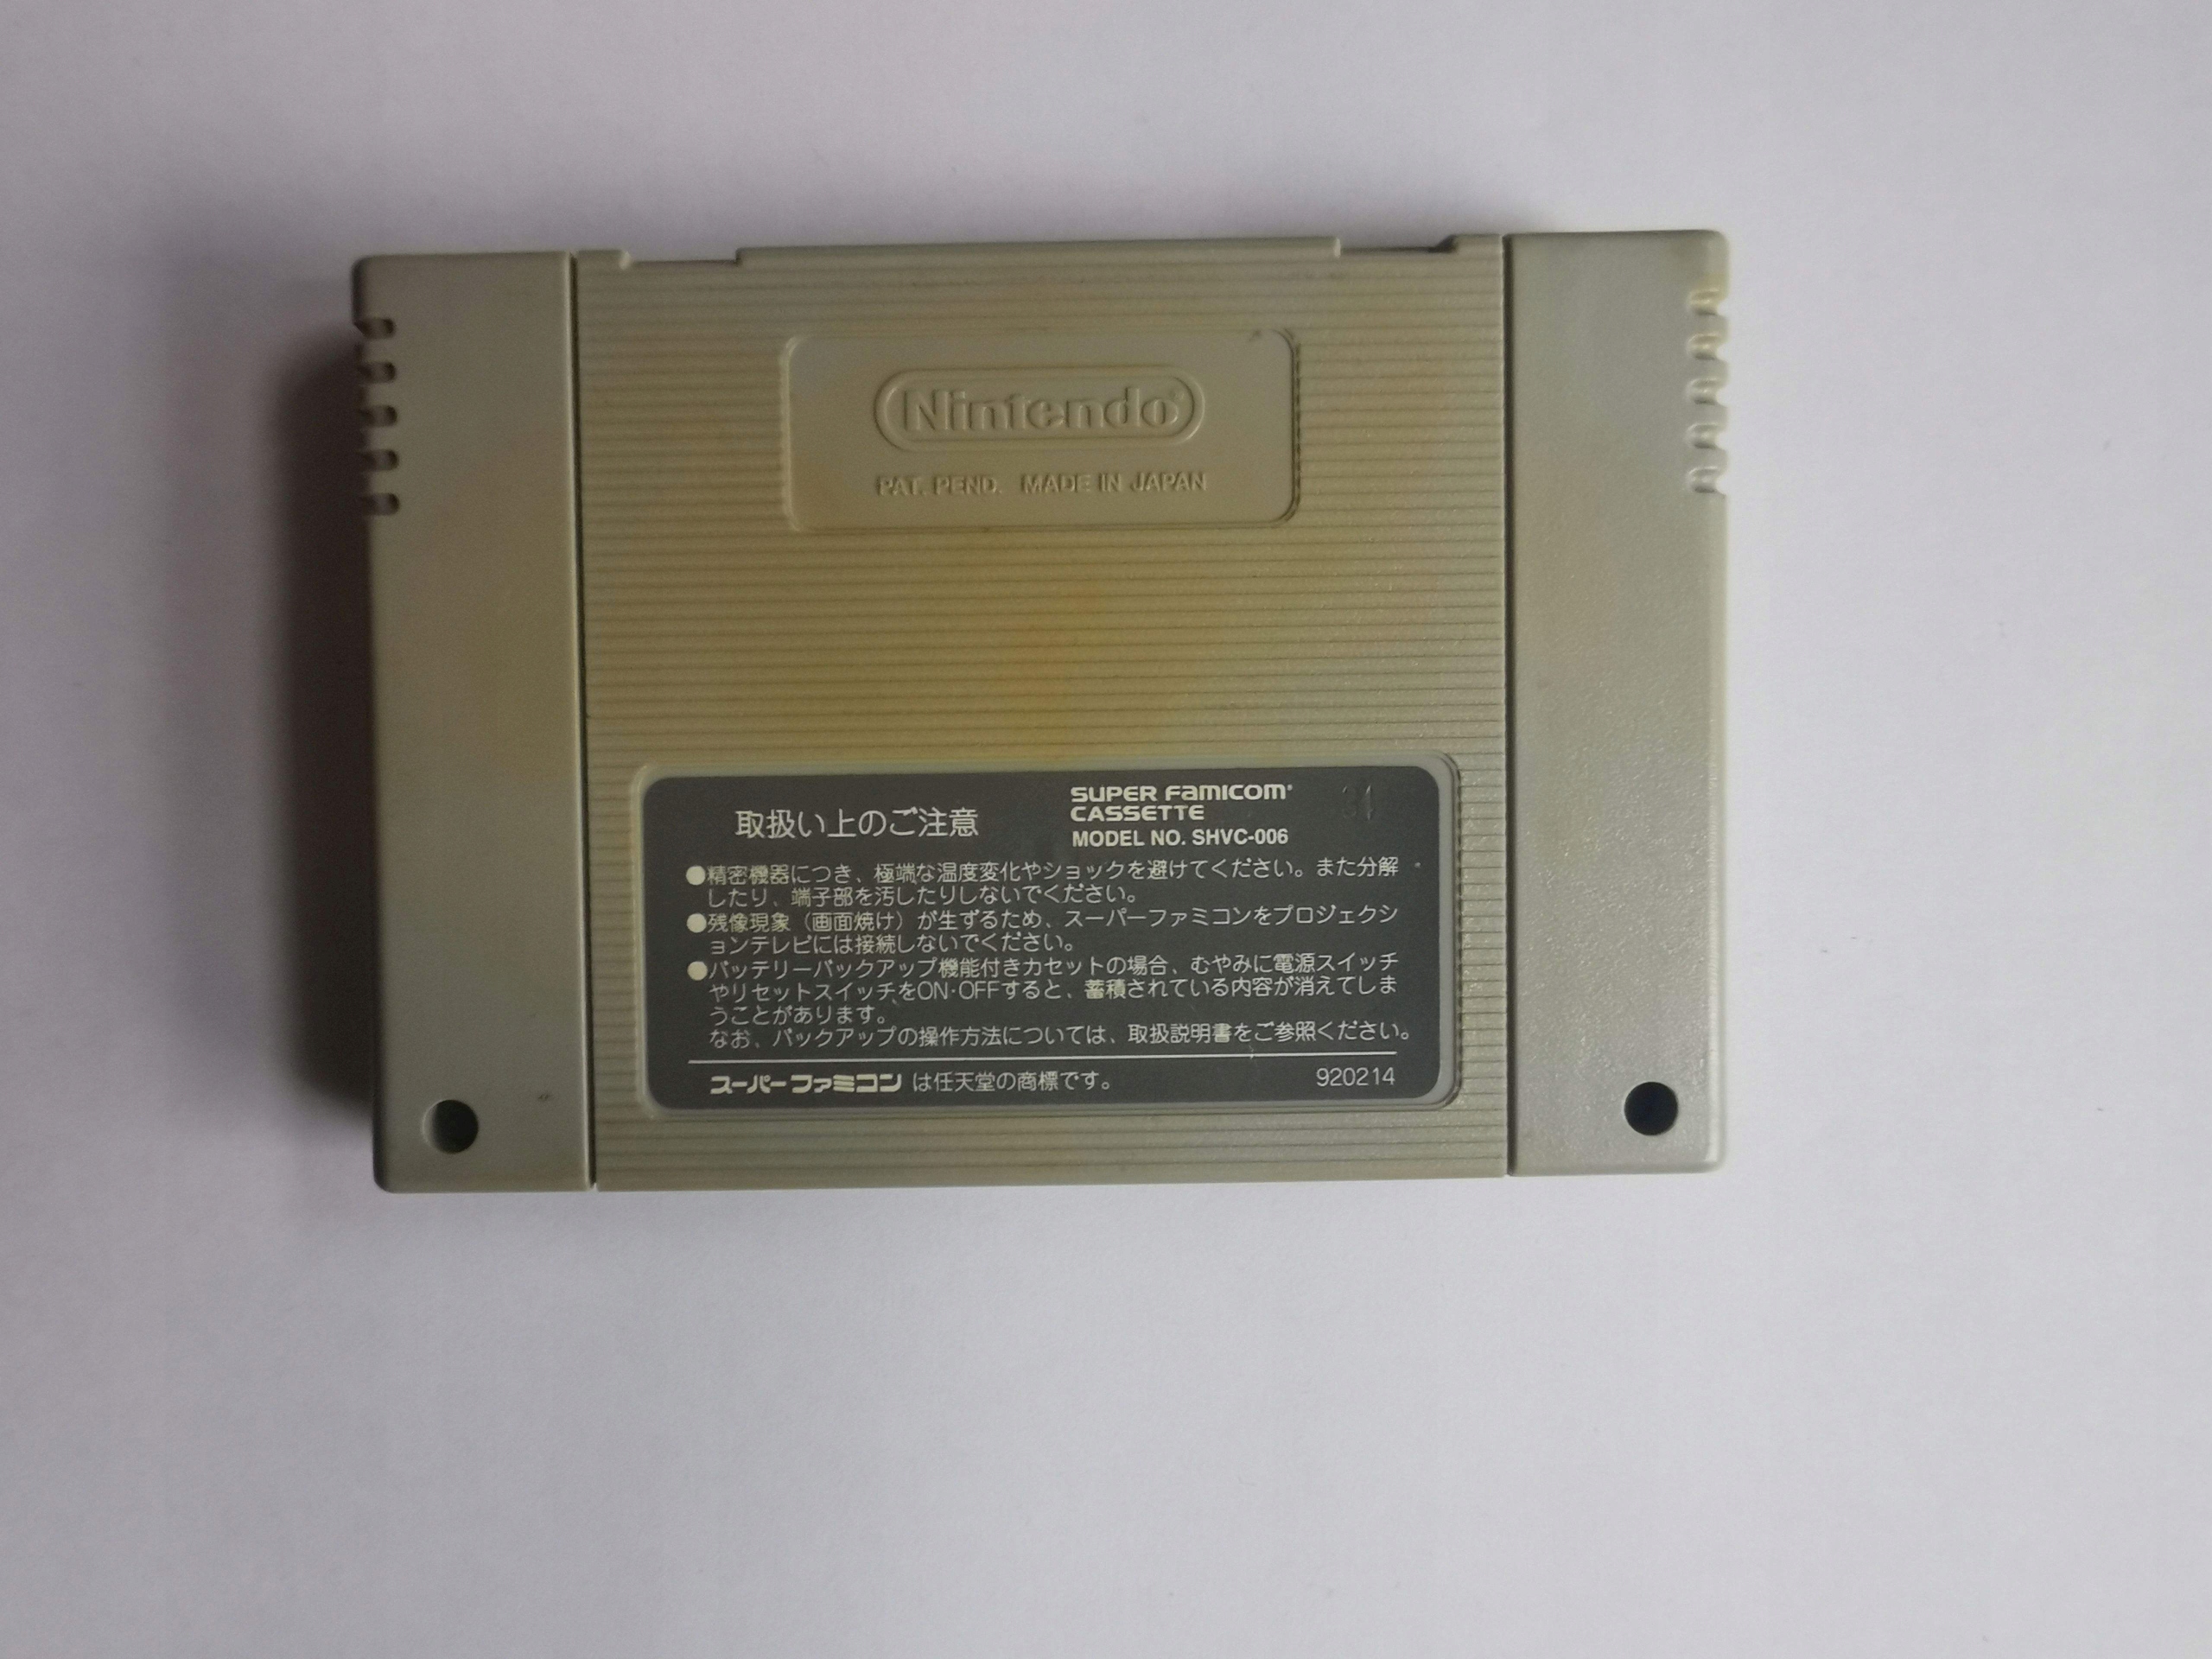 Nintendo®
PAT. PEND. MADE IN JAPAN
取扱い上のご注意
SUPER FAMICOM®
CASSETTE
MODEL NO. SHVC-006
31
●精密機器につき、極端な温度変化やショックを避けてください。また分解
したり、端子部を汚したりしないでください。
●残像現象（画面焼け）が生ずるため、スーパーファミコンをプロジェクシ
ョンテレビには接続しないでください。
●バッテリーバックアップ機能付きカセットの場合、むやみに電源スイッチ
やリセットスイッチをON･OFFすると、蓄積されている内容が消えてしま
うことがあります。
なお、バックアップの操作方法については、取扱説明書をご参照ください。
スーパーファミコン は任天堂の商標です。
920214